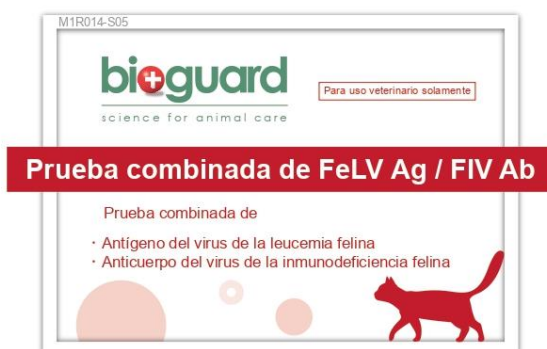 M1R014-S05
bioguard
science for animal care
Para uso veterinario solamente
Prueba combinada de FeLV Ag / FIV Ab
Prueba combinada de
· Antígeno del virus de la leucemia felina
· Anticuerpo del virus de la inmunodeficiencia felina